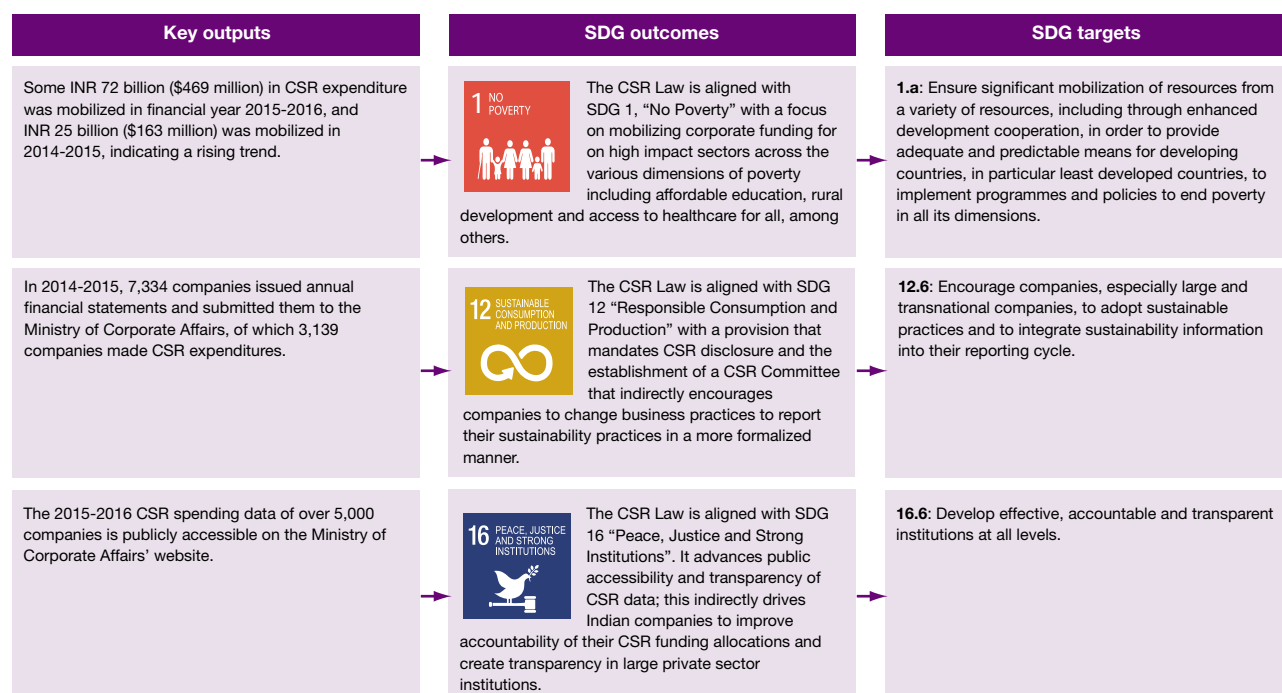 Key outputs
SDG outcomes
SDG targets
Some INR 72 billion ($469 million) in CSR expenditure
was mobilized in financial year 2015-2016, and
INR 25 billion ($163 million) was mobilized in
2014-2015, indicating a rising trend.
1 NO
POVERTY
The CSR Law is aligned with
SDG 1, “No Poverty” with a focus
on mobilizing corporate funding for
on high impact sectors across the
various dimensions of poverty
including affordable education, rural
development and access to healthcare for all, among
others.
1.a: Ensure significant mobilization of resources from
a variety of resources, including through enhanced
development cooperation, in order to provide
adequate and predictable means for developing
countries, in particular least developed countries, to
implement programmes and policies to end poverty
in all its dimensions.
In 2014-2015, 7,334 companies issued annual
financial statements and submitted them to the
Ministry of Corporate Affairs, of which 3,139
companies made CSR expenditures.
12 SUSTAINABLE
CONSUMPTION
AND PRODUCTION
The CSR Law is aligned with SDG
12 “Responsible Consumption and
Production” with a provision that
mandates CSR disclosure and the
establishment of a CSR Committee
that indirectly encourages
companies to change business practices to report
their sustainability practices in a more formalized
manner.
12.6: Encourage companies, especially large and
transnational companies, to adopt sustainable
practices and to integrate sustainability information
into their reporting cycle.
The 2015-2016 CSR spending data of over 5,000
companies is publicly accessible on the Ministry of
Corporate Affairs’ website.
16 PEACE, JUSTICE
AND STRONG
INSTITUTIONS
The CSR Law is aligned with SDG
16 “Peace, Justice and Strong
Institutions”. It advances public
accessibility and transparency of
CSR data; this indirectly drives
Indian companies to improve
accountability of their CSR funding allocations and
create transparency in large private sector
institutions.
16.6: Develop effective, accountable and transparent
institutions at all levels.